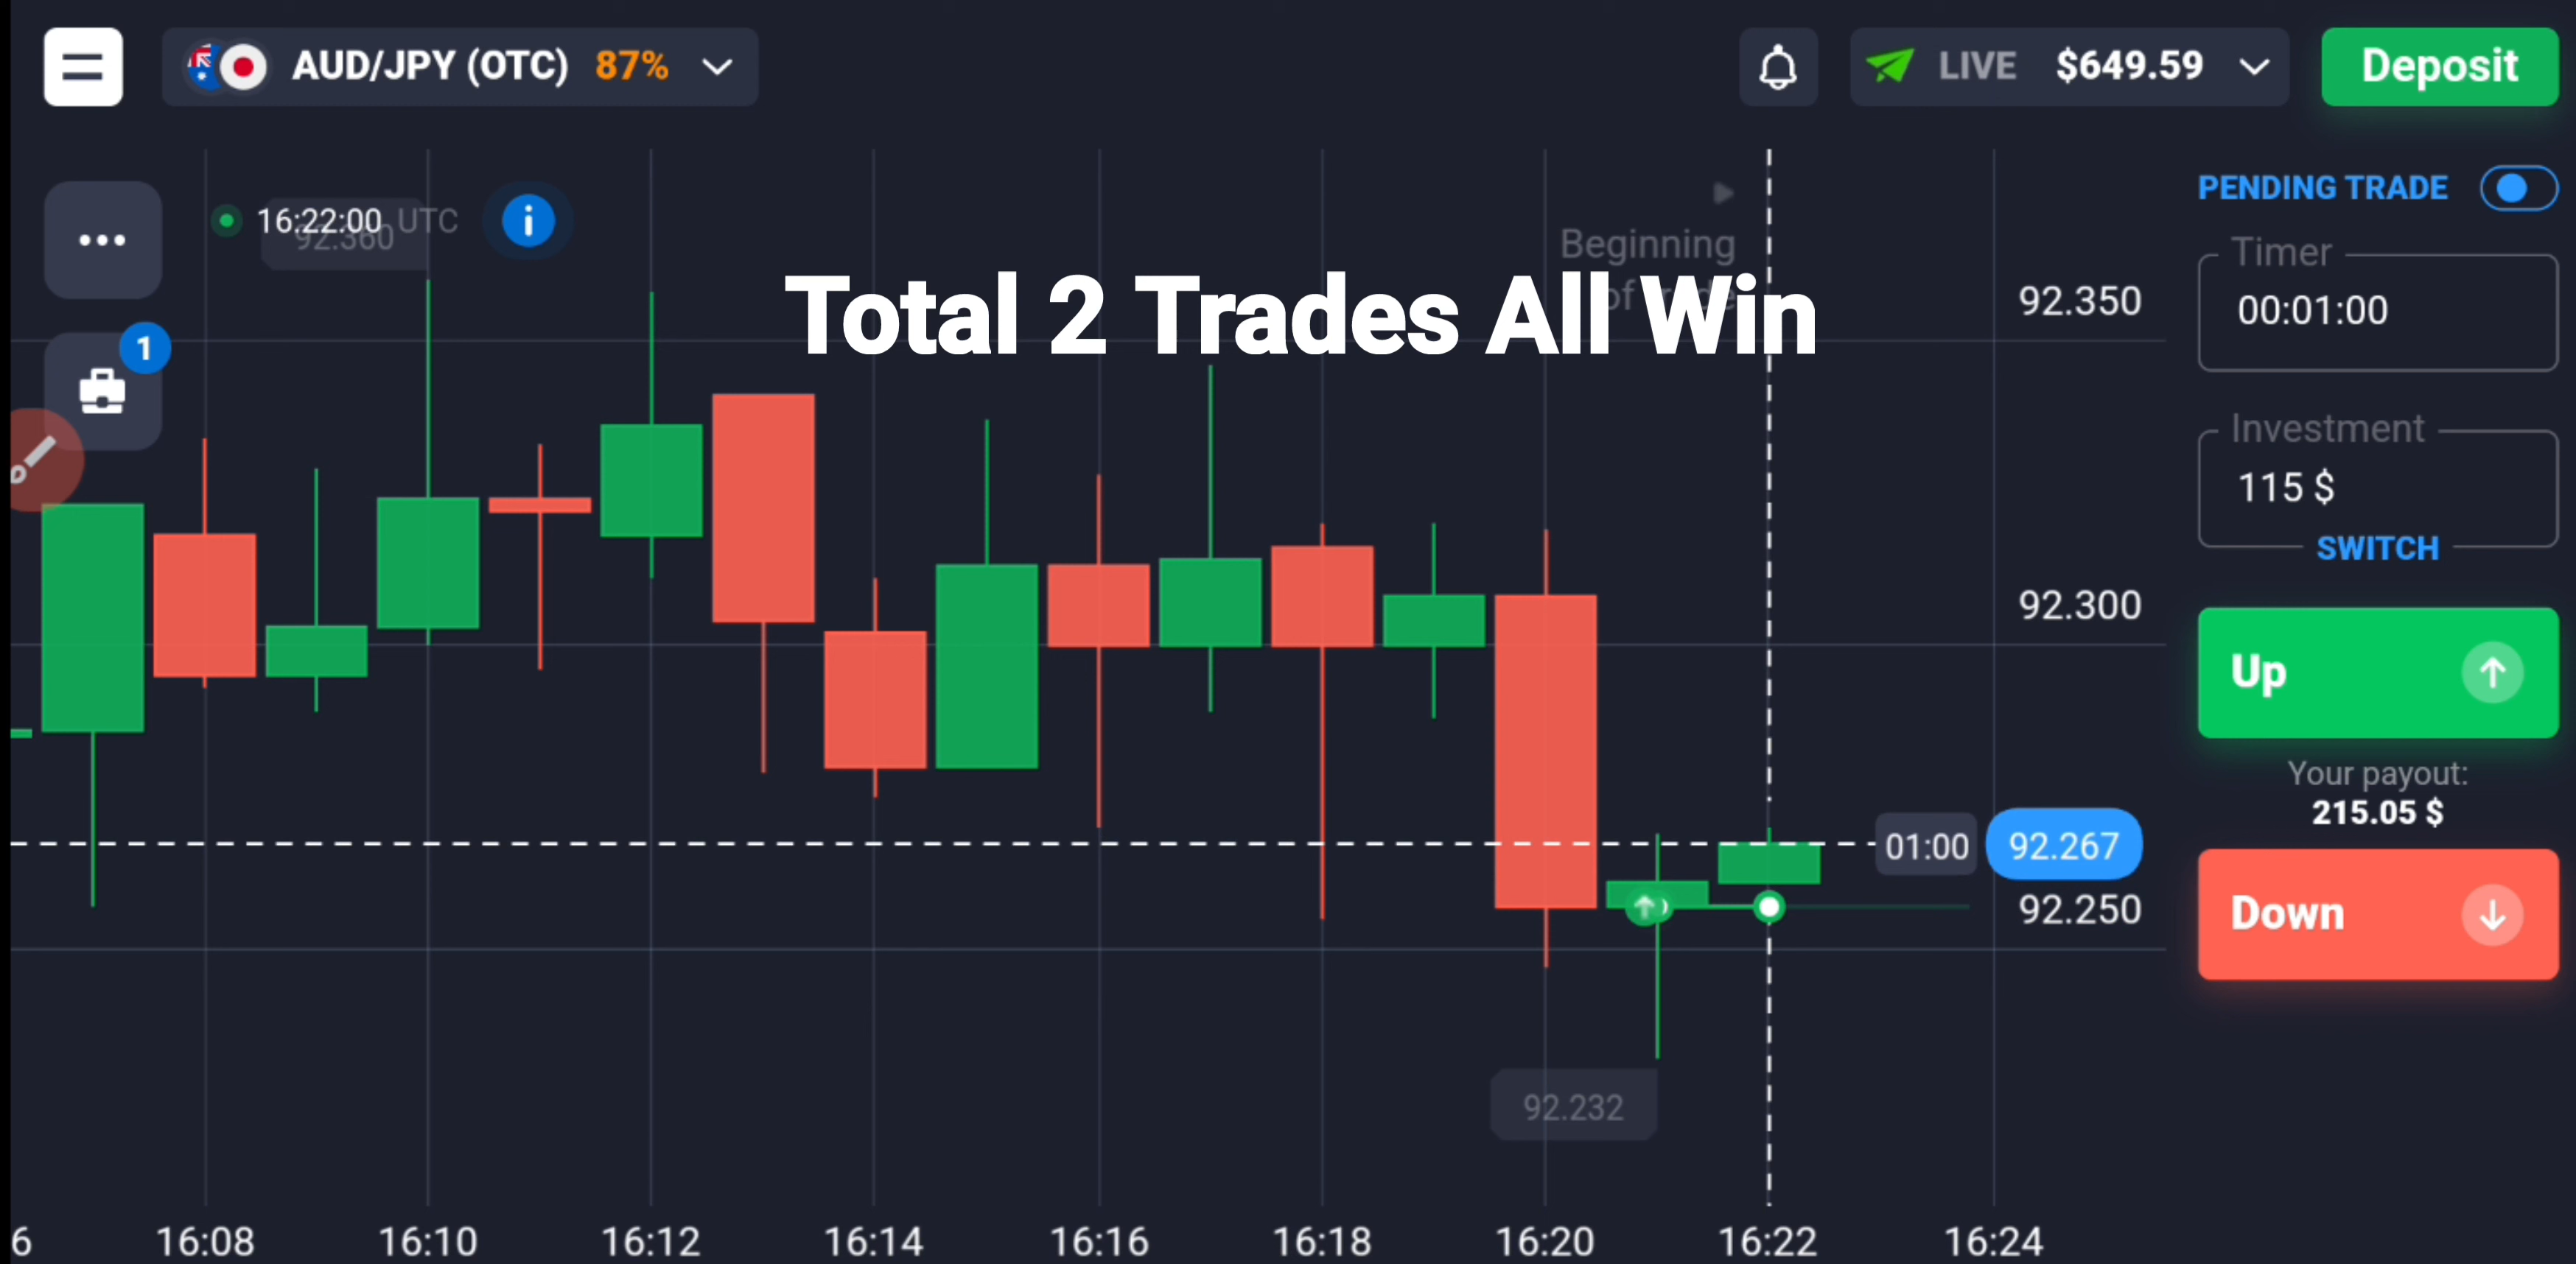 AUD/JPY (OTC) 87%
LIVE $649.59
Deposit
16:22:00 UTC
92.360
Beginning
of
Total 2 Trades All Win
PENDING TRADE
Timer
00:01:00
Investment
115 $
SWITCH
Up
Your payout:
215.05 $
Down
92.350
92.300
01:00 92.267
92.250
92.232
1
6 16:08 16:10 16:12 16:14 16:16 16:18 16:20 16:22 16:24